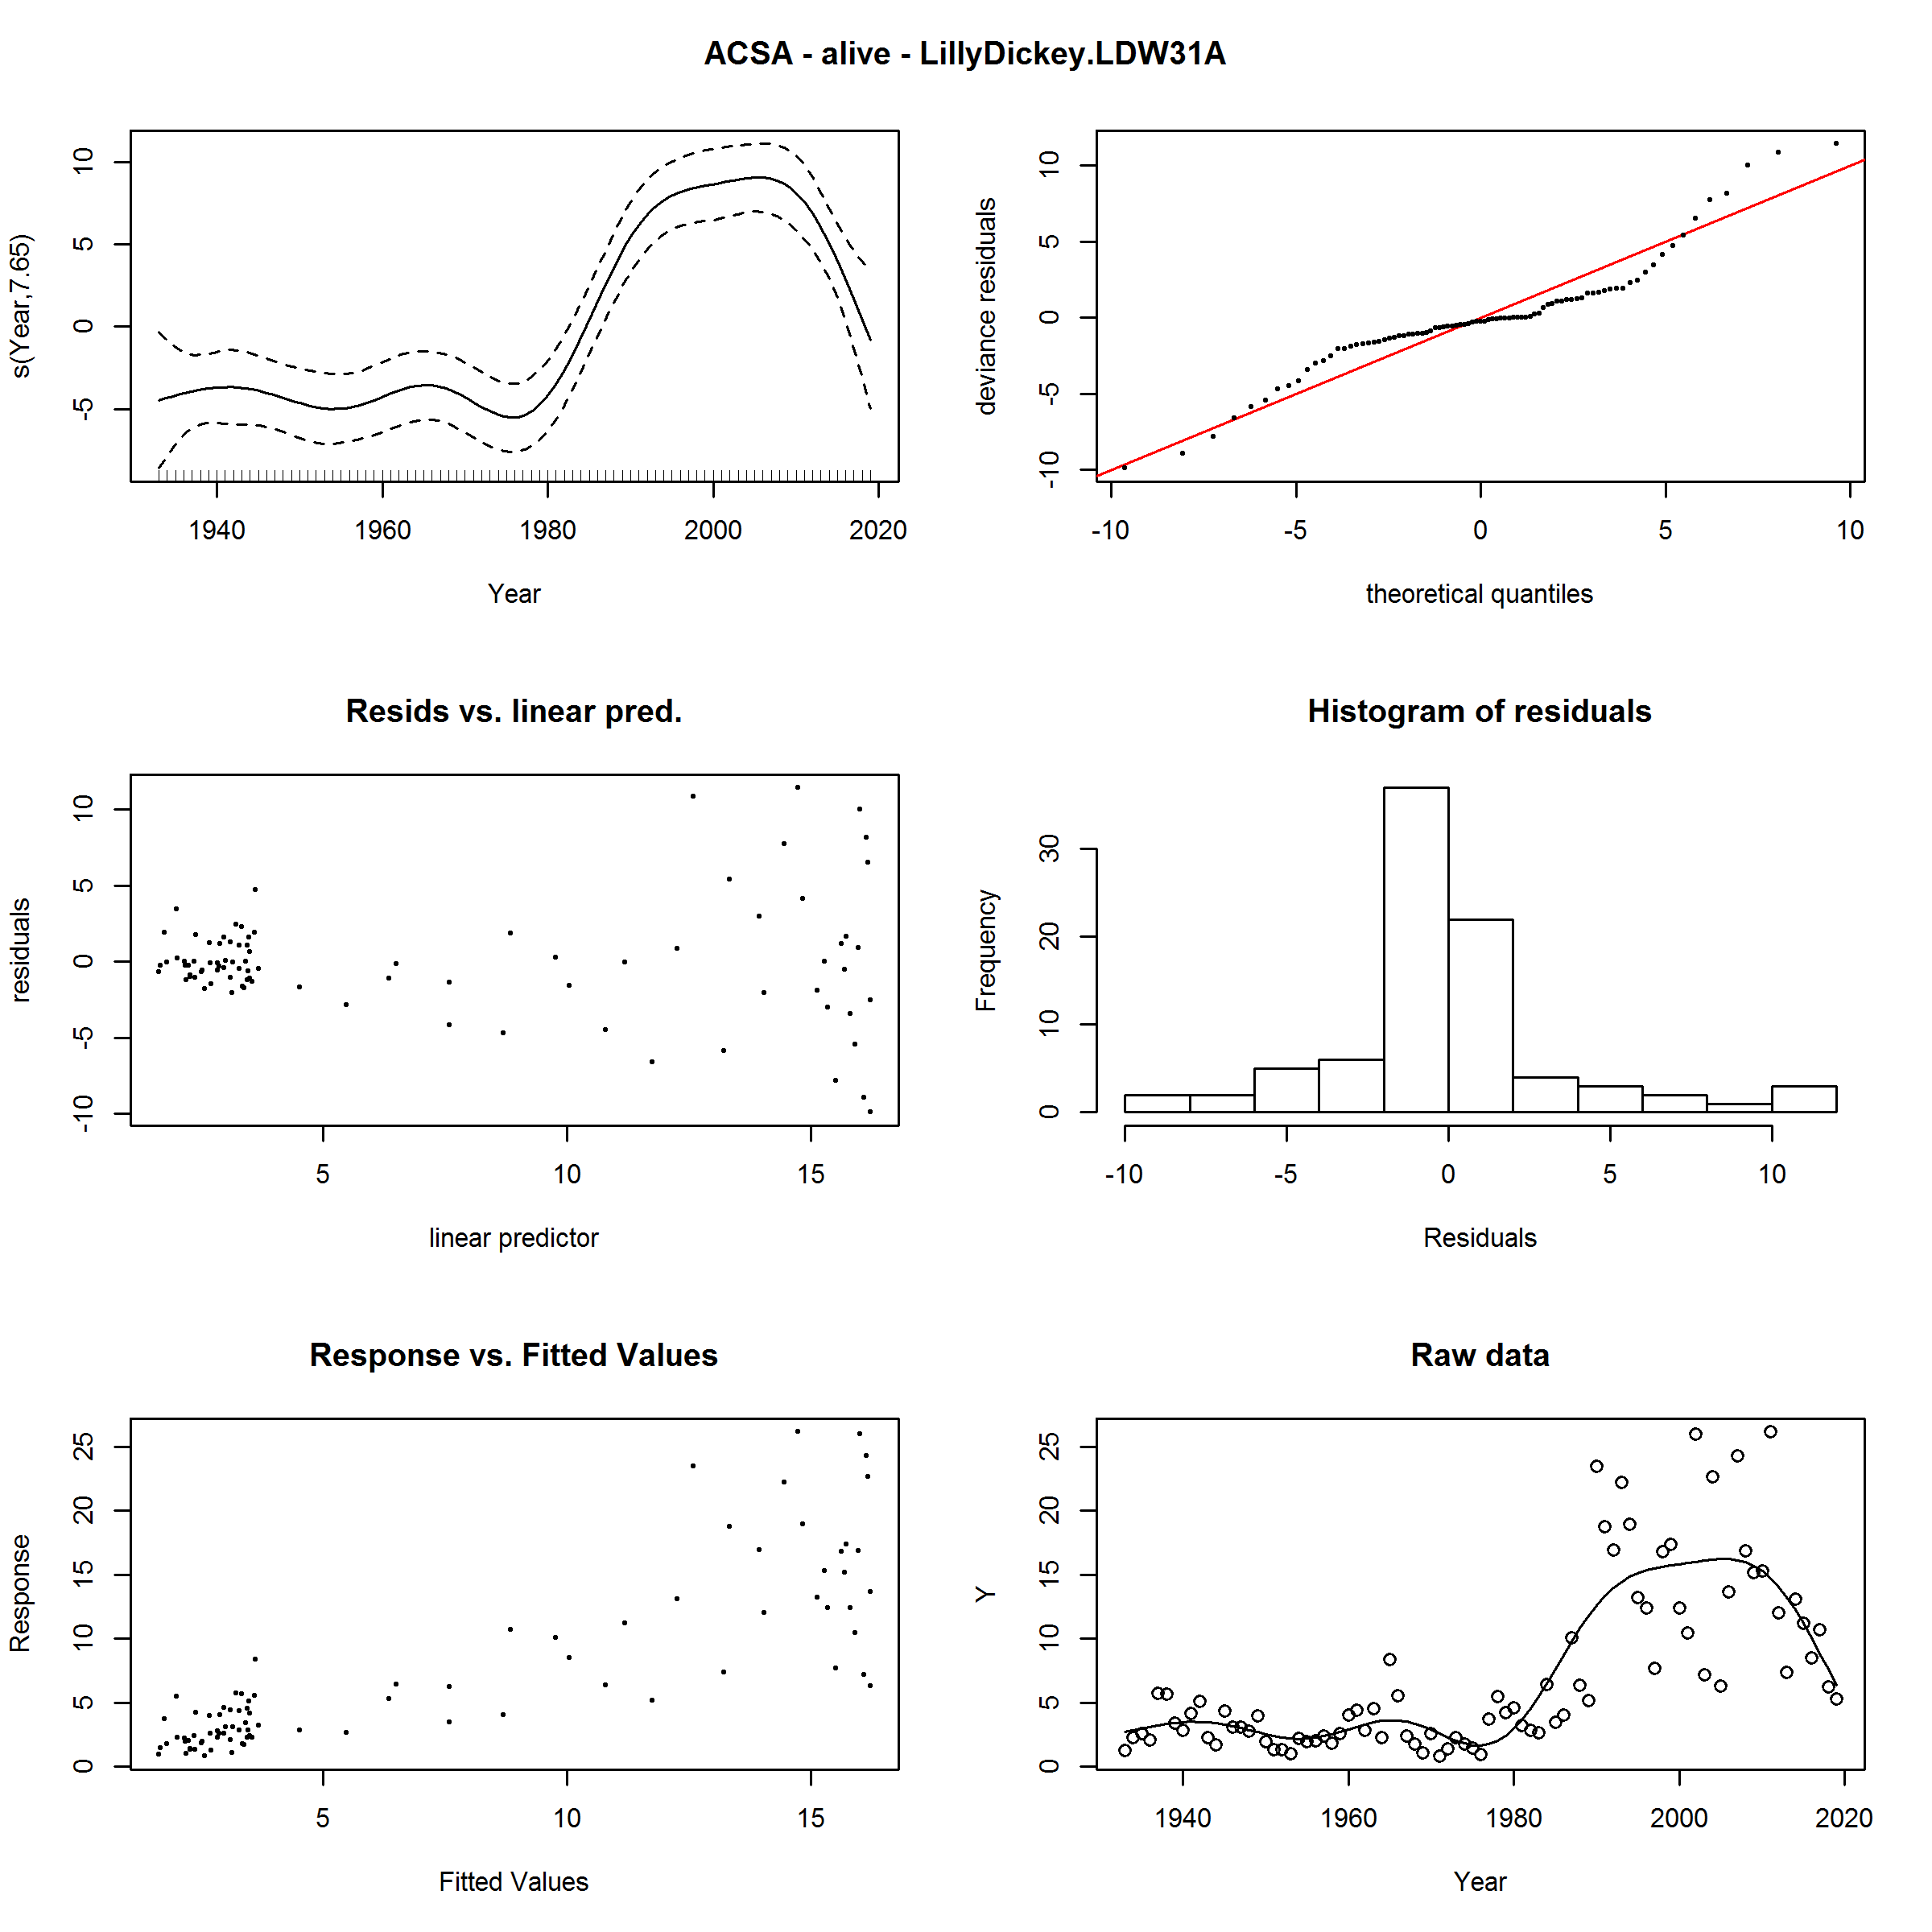 ACSA - alive - LillyDickey.LDW31A
s(Year,7.65)
10
5
0
-5
1940 1960 1980 2000 2020
Year
deviance residuals
10
5
0
-5
-10
-10 -5 0 5 10
theoretical quantiles
Resids vs. linear pred.
residuals
10
5
0
-5
-10
5 10 15
linear predictor
Histogram of residuals
Frequency
30
20
10
0
-10 -5 0 5 10
Residuals
Response vs. Fitted Values
Response
25
20
15
10
5
0
5 10 15
Fitted Values
Raw data
Y
25
20
15
10
5
0
1940 1960 1980 2000 2020
Year